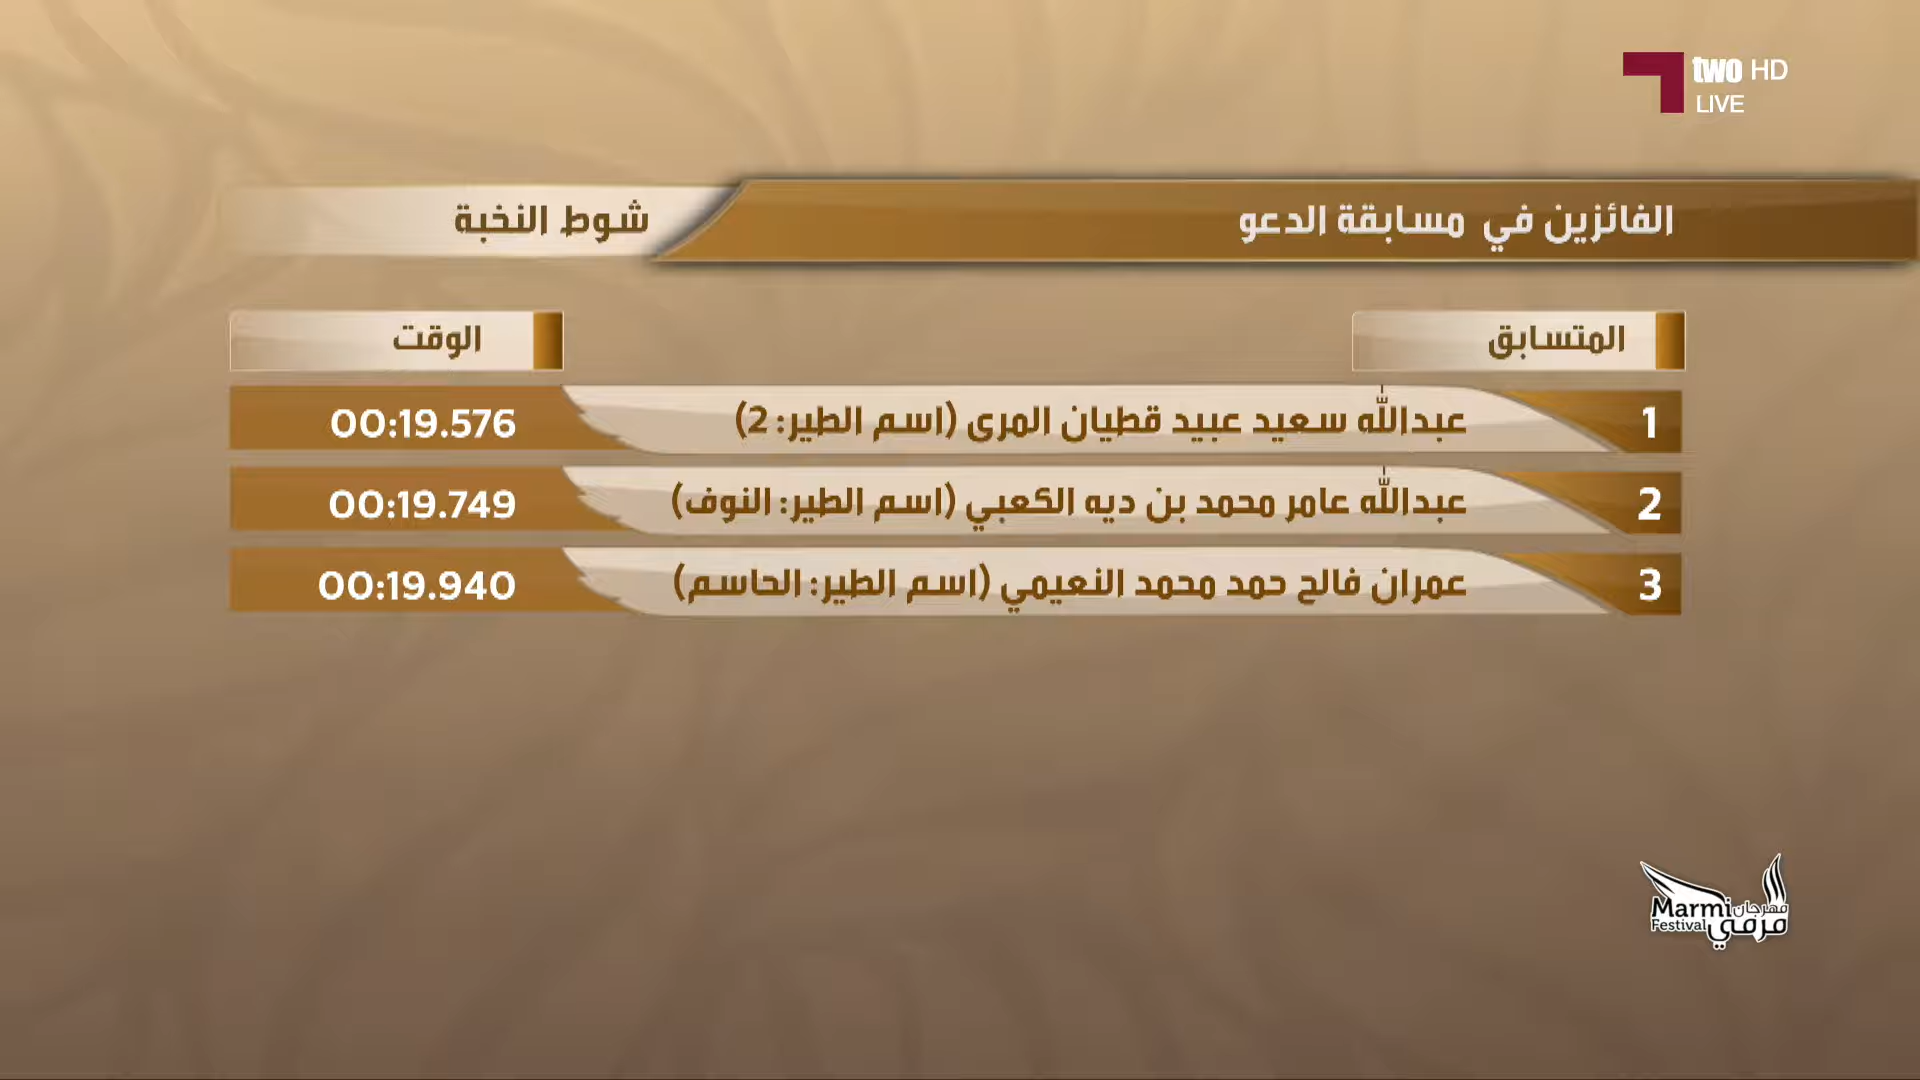 two HD
LIVE
الفائزين في مسابقة الدعو
شوط النخبة
المتسابق
الوقت
1 عبدالله سعيد عبيد قطيان المرى (اسم الطير: 2) 00:19.576
2 عبدالله عامر محمد بن ديه الكعبي (اسم الطير: النوف) 00:19.749
3 عمران فالح حمد محمد النعيمي (اسم الطير: الحاسم) 00:19.940
Marmi مهرجان
Festival مرمي